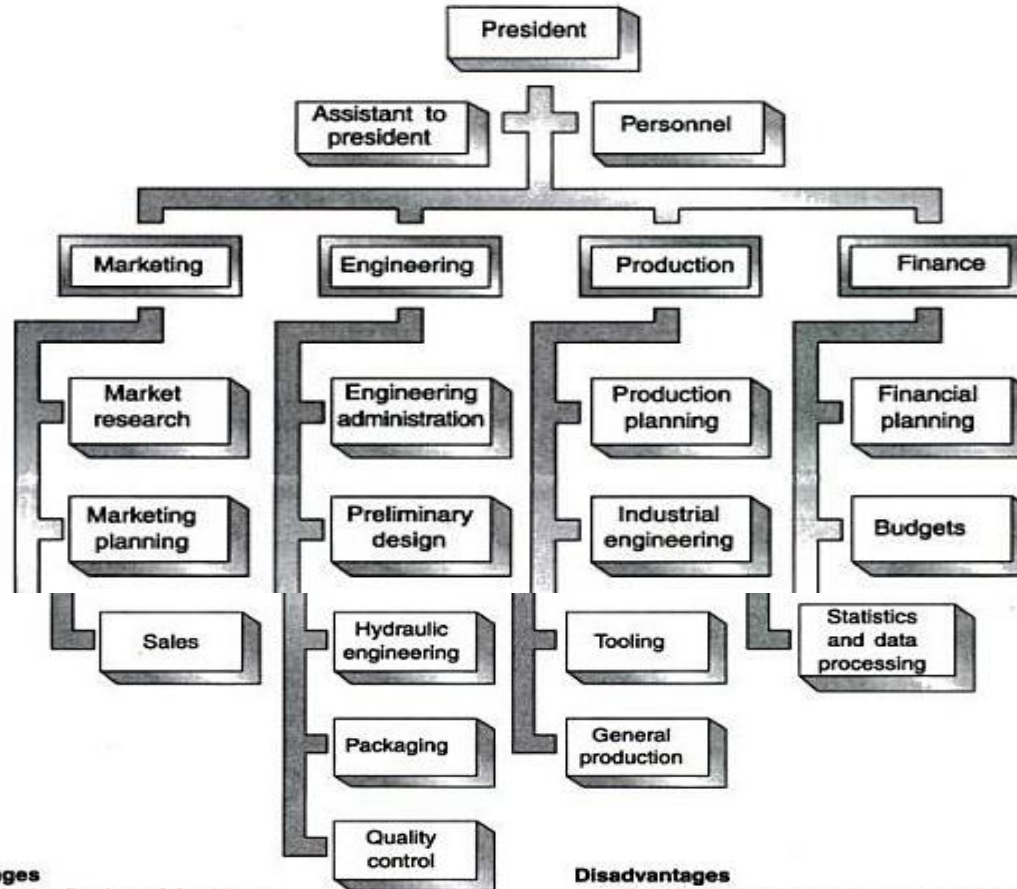 President
Assistant to
president
Personnel
Marketing
Engineering
Production
Finance
Market
research
Engineering
administration
Production
planning
Financial
planning
Marketing
planning
Preliminary
design
Industrial
engineering
Budgets
Sales
Hydraulic
engineering
Tooling
Statistics
and data
processing
Packaging
General
production
Quality
control
Disadvantages